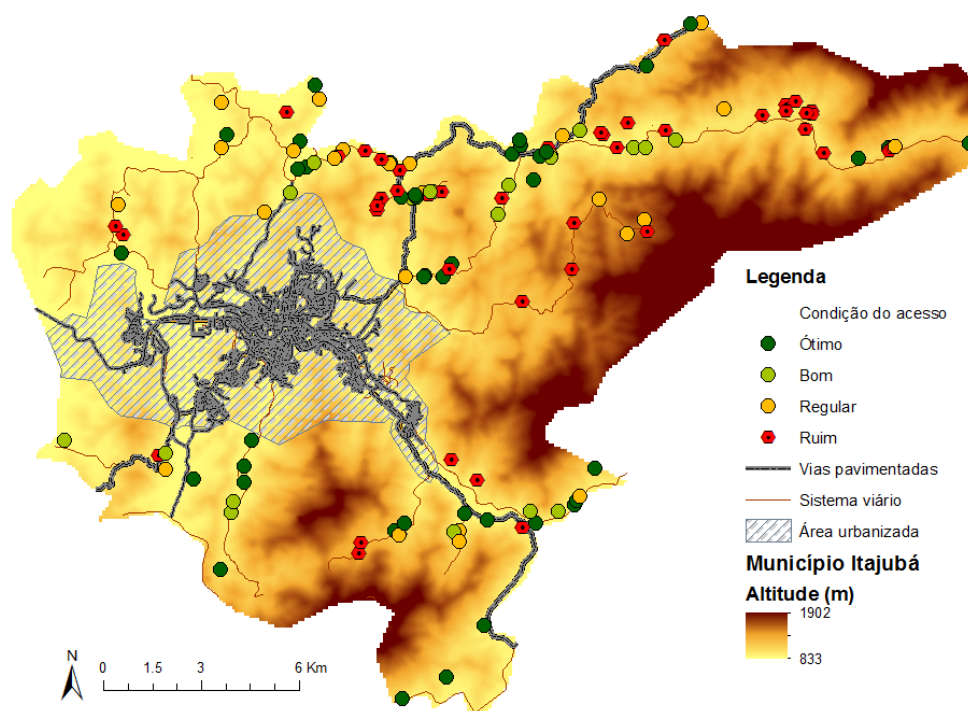 Legenda
Condição do acesso
Ótimo
Bom
Regular
Ruim
Vias pavimentadas
Sistema viário
Área urbanizada
Município Itajubá
Altitude (m)
1902
833
N
0 1.5 3 6 Km